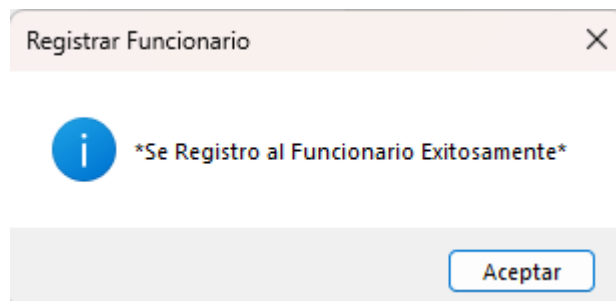 Registrar Funcionario
*Se Registro al Funcionario Exitosamente*
Aceptar